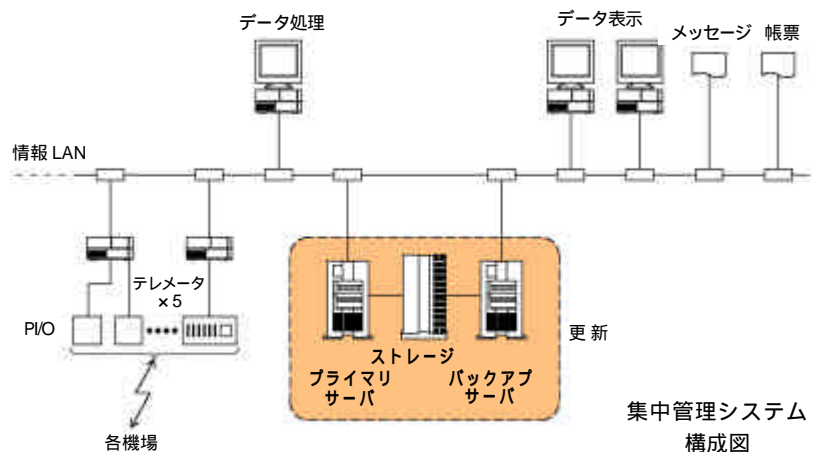 データ処理
データ表示
メッセージ 帳票
情報 LAN
テレメータ
×5
PI/O
ストレージ
プライマリ
サーバ
バックアプ
サーバ
更 新
各機場
集中管理システム
構成図